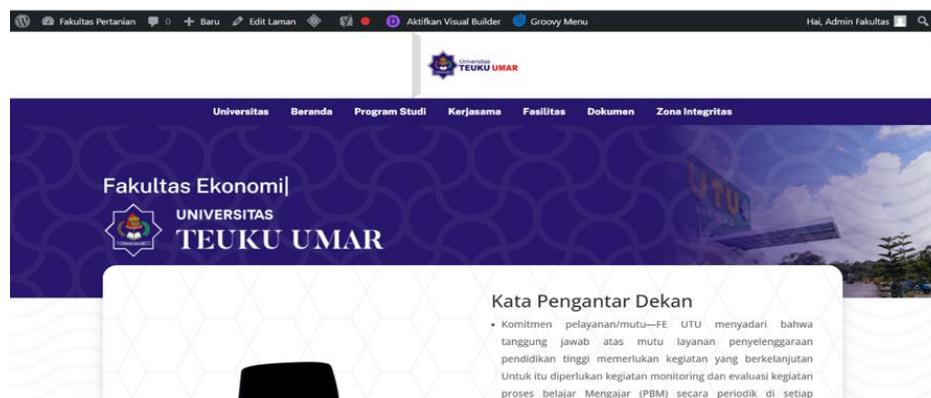 Fakultas Pertanian 0 + Baru Edit Laman Aktifkan Visual Builder Groovy Menu Hai, Admin Fakultas
Universitas
TEUKU UMAR
Universitas Beranda Program Studi Kerjasama Fasilitas Dokumen Zona Integritas
UTU
Fakultas Ekonomi|
UNIVERSITAS
TEUKU UMAR
Kata Pengantar Dekan
• Komitmen pelayanan/mutu—FE UTU menyadari bahwa
tanggung jawab atas mutu layanan penyelenggaraan
pendidikan tinggi memerlukan kegiatan yang berkelanjutan
Untuk itu diperlukan kegiatan monitoring dan evaluasi kegiatan
proses belajar Mengajar (PBM) secara periodik di setiap